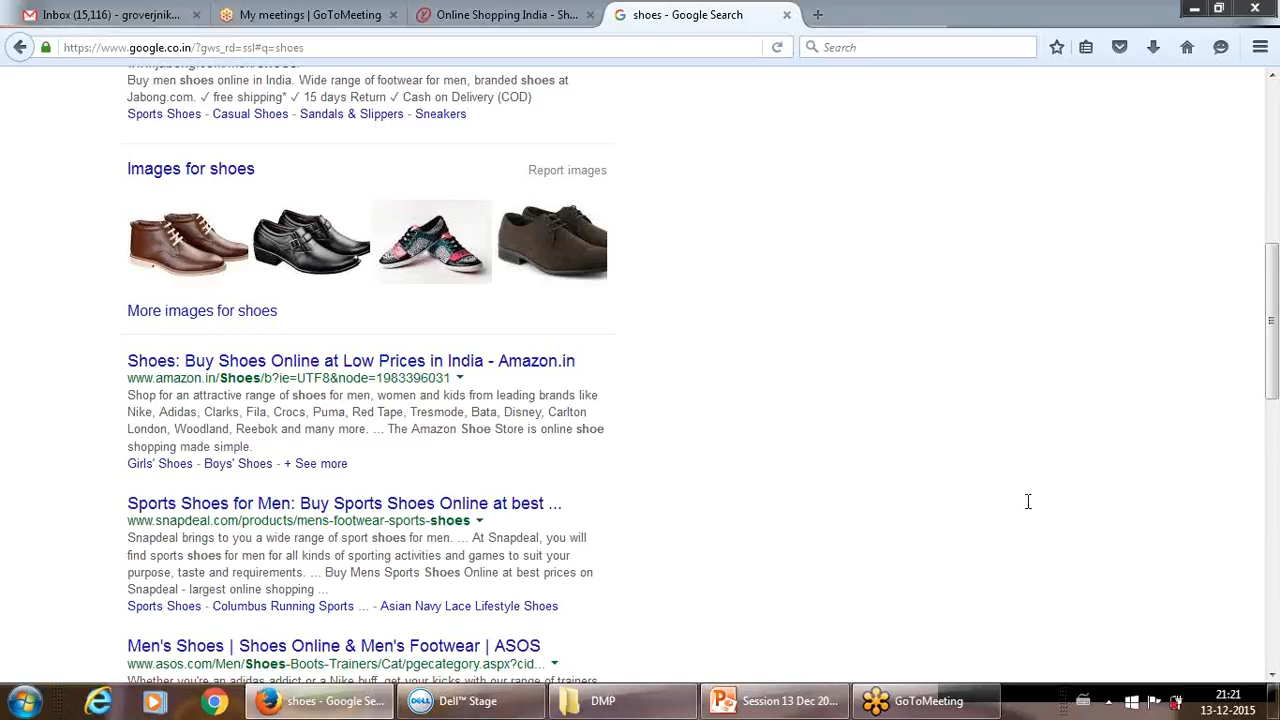 Inbox (15,116) - groverjnik... × My meetings | GoToMeeting × Online Shopping India - Sh... × shoes - Google Search × +
https://www.google.co.in/?gws_rd=ssl#q=shoes Search
Buy men shoes online in India. Wide range of footwear for men, branded shoes at
Jabong.com. ✓ free shipping* ✓ 15 days Return ✓ Cash on Delivery (COD)
Sports Shoes - Casual Shoes - Sandals & Slippers - Sneakers
Images for shoes Report images
More images for shoes
Shoes: Buy Shoes Online at Low Prices in India - Amazon.in
www.amazon.in/Shoes/b?ie=UTF8&node=1983396031
Shop for an attractive range of shoes for men, women and kids from leading brands like
Nike, Adidas, Clarks, Fila, Crocs, Puma, Red Tape, Tresmode, Bata, Disney, Carlton
London, Woodland, Reebok and many more. ... The Amazon Shoe Store is online shoe
shopping made simple.
Girls' Shoes - Boys' Shoes - + See more
Sports Shoes for Men: Buy Sports Shoes Online at best ...
www.snapdeal.com/products/mens-footwear-sports-shoes
Snapdeal brings to you a wide range of sport shoes for men. ... At Snapdeal, you will
find sports shoes for men for all kinds of sporting activities and games to suit your
purpose, taste and requirements. ... Buy Mens Sports Shoes Online at best prices on
Snapdeal - largest online shopping ...
Sports Shoes - Columbus Running Sports ... - Asian Navy Lace Lifestyle Shoes
Men's Shoes | Shoes Online & Men's Footwear | ASOS
www.asos.com/Men/Shoes-Boots-Trainers/Cat/pgecategory.aspx?cid...
Whether you're an adidas addict or a Nike buff, get your kicks with our range of trainers
shoes - Google Se... Dell™ Stage DMP Session 13 Dec 20... GoToMeeting 21:21
13-12-2015